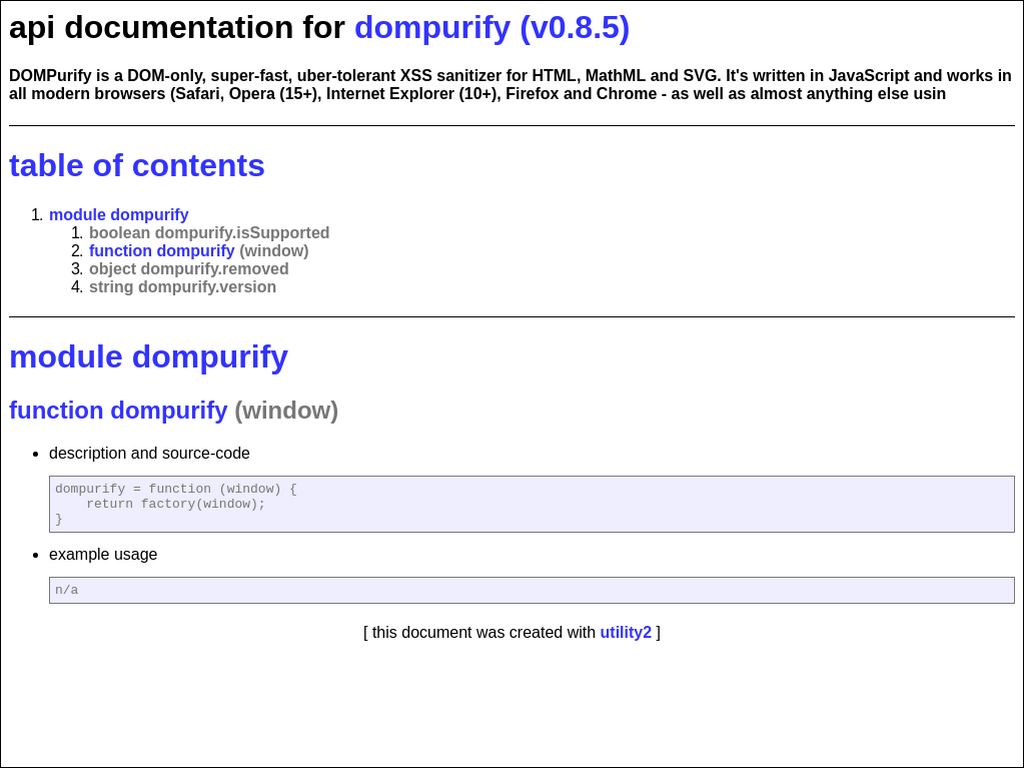 api documentation for dompurify (v0.8.5)
DOMPurify is a DOM-only, super-fast, uber-tolerant XSS sanitizer for HTML, MathML and SVG. It's written in JavaScript and works in
all modern browsers (Safari, Opera (15+), Internet Explorer (10+), Firefox and Chrome - as well as almost anything else usin
table of contents
1. module dompurify
1. boolean dompurify.isSupported
2. function dompurify (window)
3. object dompurify.removed
4. string dompurify.version
module dompurify
function dompurify (window)
• description and source-code
dompurify = function (window) {
    return factory(window);
}
• example usage
n/a
[ this document was created with utility2 ]